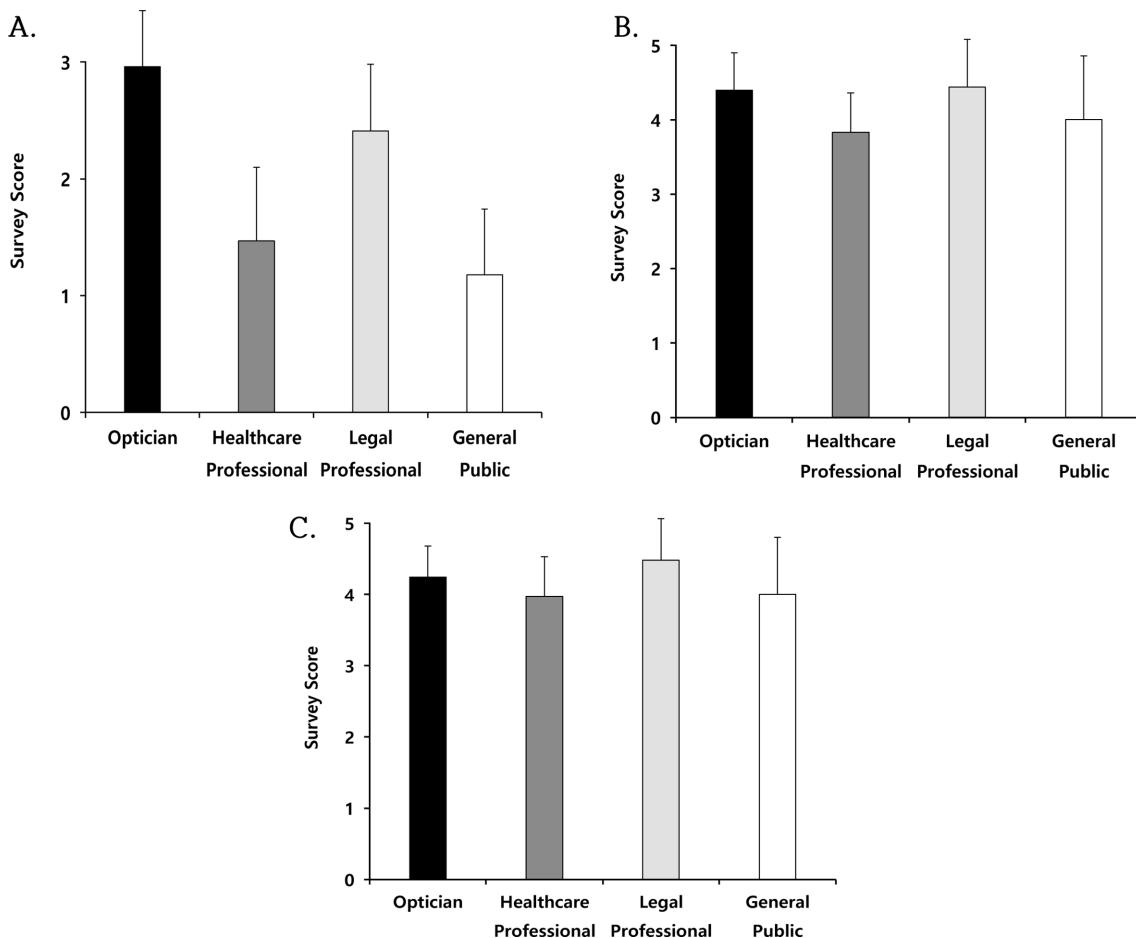 A.
3
2
1
0
Survey Score
Optician
Healthcare
Professional
Legal
Professional
General
Public
B.
5
4
3
2
1
0
Survey Score
Optician
Healthcare
Professional
Legal
Professional
General
Public
C.
5
4
3
2
1
0
Survey Score
Optician
Healthcare
Professional
Legal
Professional
General
Public